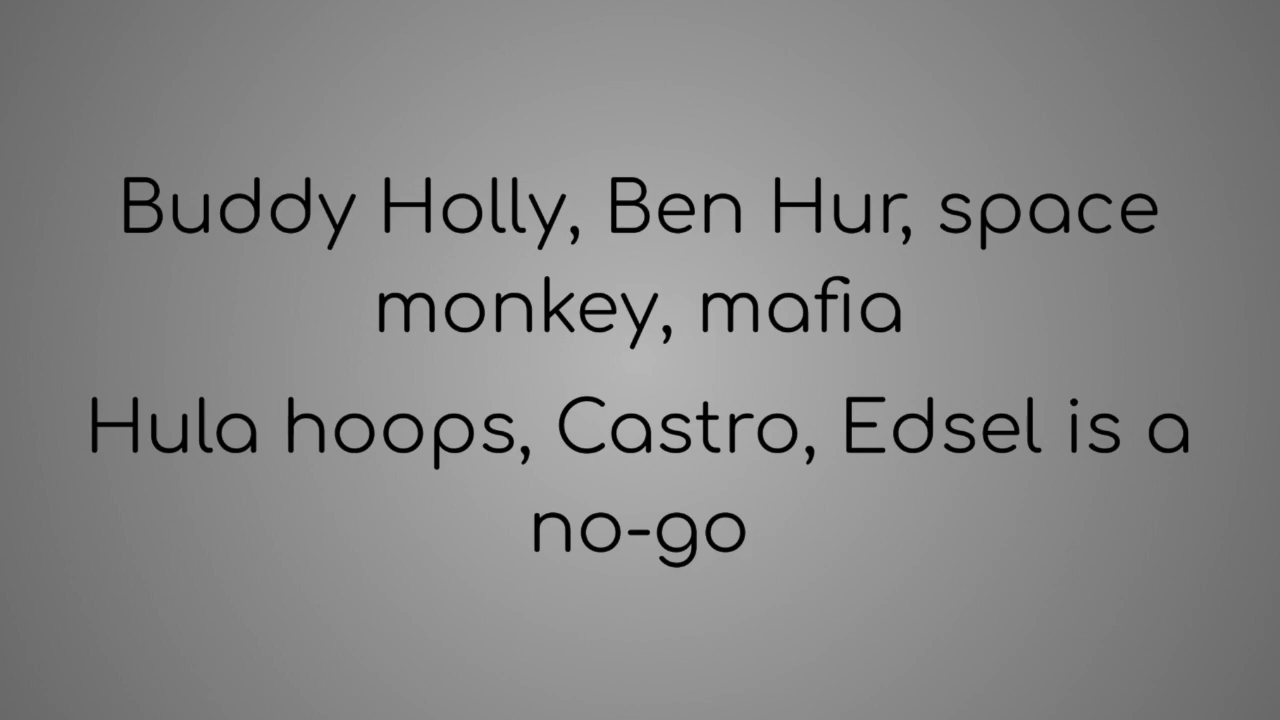 Buddy Holly, Ben Hur, space
monkey, mafia
Hula hoops, Castro, Edsel is a
no-go